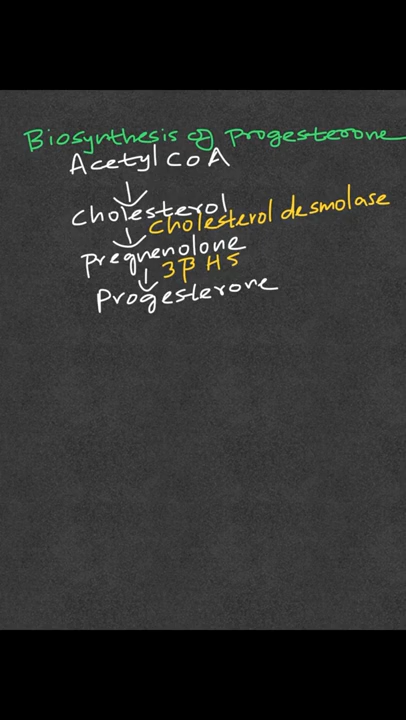 Biosynthesis of Progesterone
Acetyl CoA
Cholesterol
Cholesterol desmolase
Pregnenolone
3β HS
Progesterone